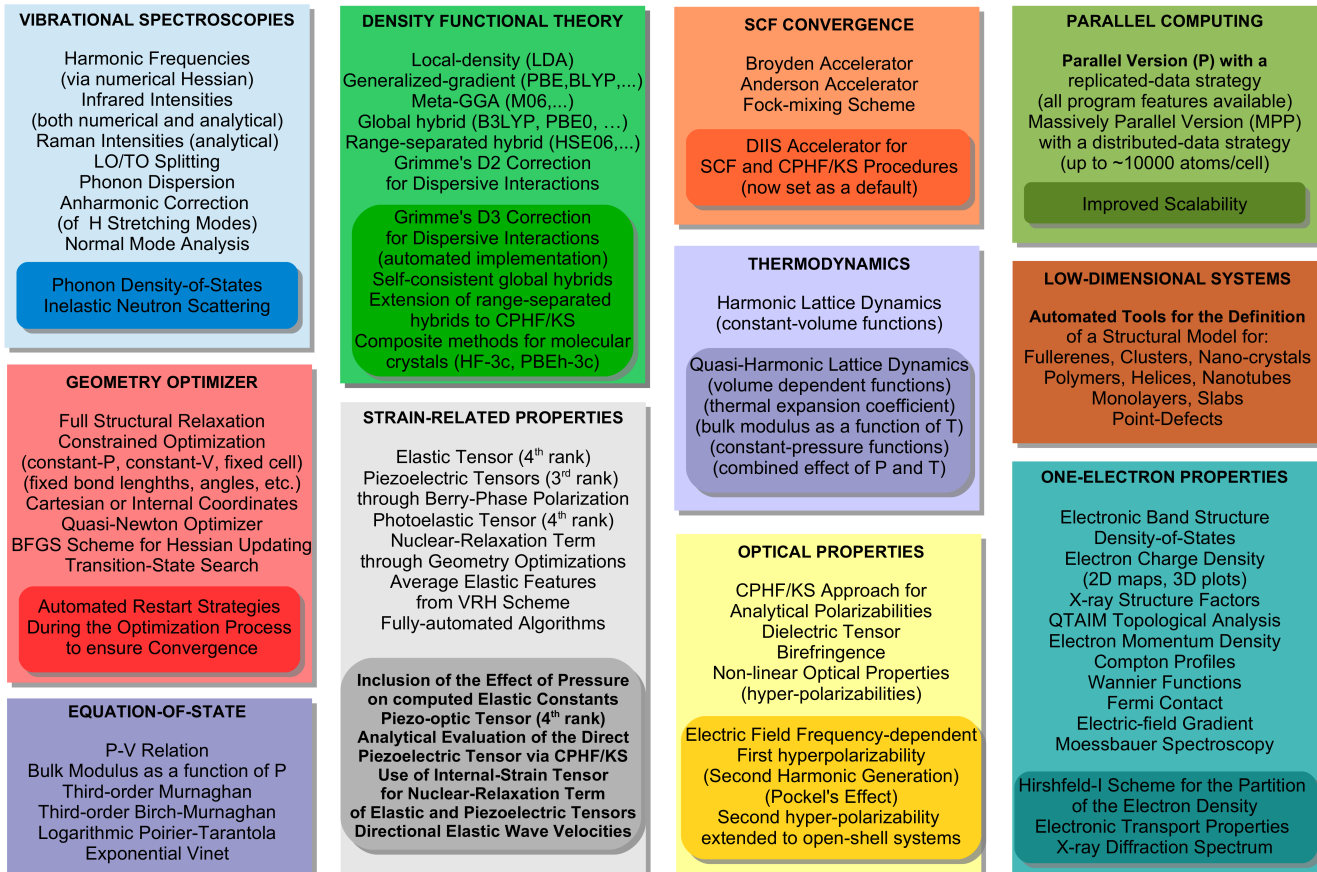 VIBRATIONAL SPECTROSCOPIES
Harmonic Frequencies
(via numerical Hessian)
Infrared Intensities
(both numerical and analytical)
Raman Intensities (analytical)
LO/TO Splitting
Phonon Dispersion
Anharmonic Correction
(of H Stretching Modes)
Normal Mode Analysis
Phonon Density-of-States
Inelastic Neutron Scattering
GEOMETRY OPTIMIZER
Full Structural Relaxation
Constrained Optimization
(constant-P, constant-V, fixed cell)
(fixed bond lenghths, angles, etc.)
Cartesian or Internal Coordinates
Quasi-Newton Optimizer
BFGS Scheme for Hessian Updating
Transition-State Search
Automated Restart Strategies
During the Optimization Process
to ensure Convergence
EQUATION-OF-STATE
P-V Relation
Bulk Modulus as a function of P
Third-order Murnaghan
Third-order Birch-Murnaghan
Logarithmic Poirier-Tarantola
Exponential Vinet
DENSITY FUNCTIONAL THEORY
Local-density (LDA)
Generalized-gradient (PBE,BLYP,...)
Meta-GGA (M06,...)
Global hybrid (B3LYP, PBE0, …)
Range-separated hybrid (HSE06,...)
Grimme's D2 Correction
for Dispersive Interactions
Grimme's D3 Correction
for Dispersive Interactions
(automated implementation)
Self-consistent global hybrids
Extension of range-separated
hybrids to CPHF/KS
Composite methods for molecular
crystals (HF-3c, PBEh-3c)
STRAIN-RELATED PROPERTIES
Elastic Tensor (4th rank)
Piezoelectric Tensors (3rd rank)
through Berry-Phase Polarization
Photoelastic Tensor (4th rank)
Nuclear-Relaxation Term
through Geometry Optimizations
Average Elastic Features
from VRH Scheme
Fully-automated Algorithms
Inclusion of the Effect of Pressure
on computed Elastic Constants
Piezo-optic Tensor (4th rank)
Analytical Evaluation of the Direct
Piezoelectric Tensor via CPHF/KS
Use of Internal-Strain Tensor
for Nuclear-Relaxation Term
of Elastic and Piezoelectric Tensors
Directional Elastic Wave Velocities
SCF CONVERGENCE
Broyden Accelerator
Anderson Accelerator
Fock-mixing Scheme
DIIS Accelerator for
SCF and CPHF/KS Procedures
(now set as a default)
THERMODYNAMICS
Harmonic Lattice Dynamics
(constant-volume functions)
Quasi-Harmonic Lattice Dynamics
(volume dependent functions)
(thermal expansion coefficient)
(bulk modulus as a function of T)
(constant-pressure functions)
(combined effect of P and T)
OPTICAL PROPERTIES
CPHF/KS Approach for
Analytical Polarizabilities
Dielectric Tensor
Birefringence
Non-linear Optical Properties
(hyper-polarizabilities)
Electric Field Frequency-dependent
First hyperpolarizability
(Second Harmonic Generation)
(Pockel's Effect)
Second hyper-polarizability
extended to open-shell systems
PARALLEL COMPUTING
Parallel Version (P) with a
replicated-data strategy
(all program features available)
Massively Parallel Version (MPP)
with a distributed-data strategy
(up to ~10000 atoms/cell)
Improved Scalability
LOW-DIMENSIONAL SYSTEMS
Automated Tools for the Definition
of a Structural Model for:
Fullerenes, Clusters, Nano-crystals
Polymers, Helices, Nanotubes
Monolayers, Slabs
Point-Defects
ONE-ELECTRON PROPERTIES
Electronic Band Structure
Density-of-States
Electron Charge Density
(2D maps, 3D plots)
X-ray Structure Factors
QTAIM Topological Analysis
Electron Momentum Density
Compton Profiles
Wannier Functions
Fermi Contact
Electric-field Gradient
Moessbauer Spectroscopy
Hirshfeld-I Scheme for the Partition
of the Electron Density
Electronic Transport Properties
X-ray Diffraction Spectrum